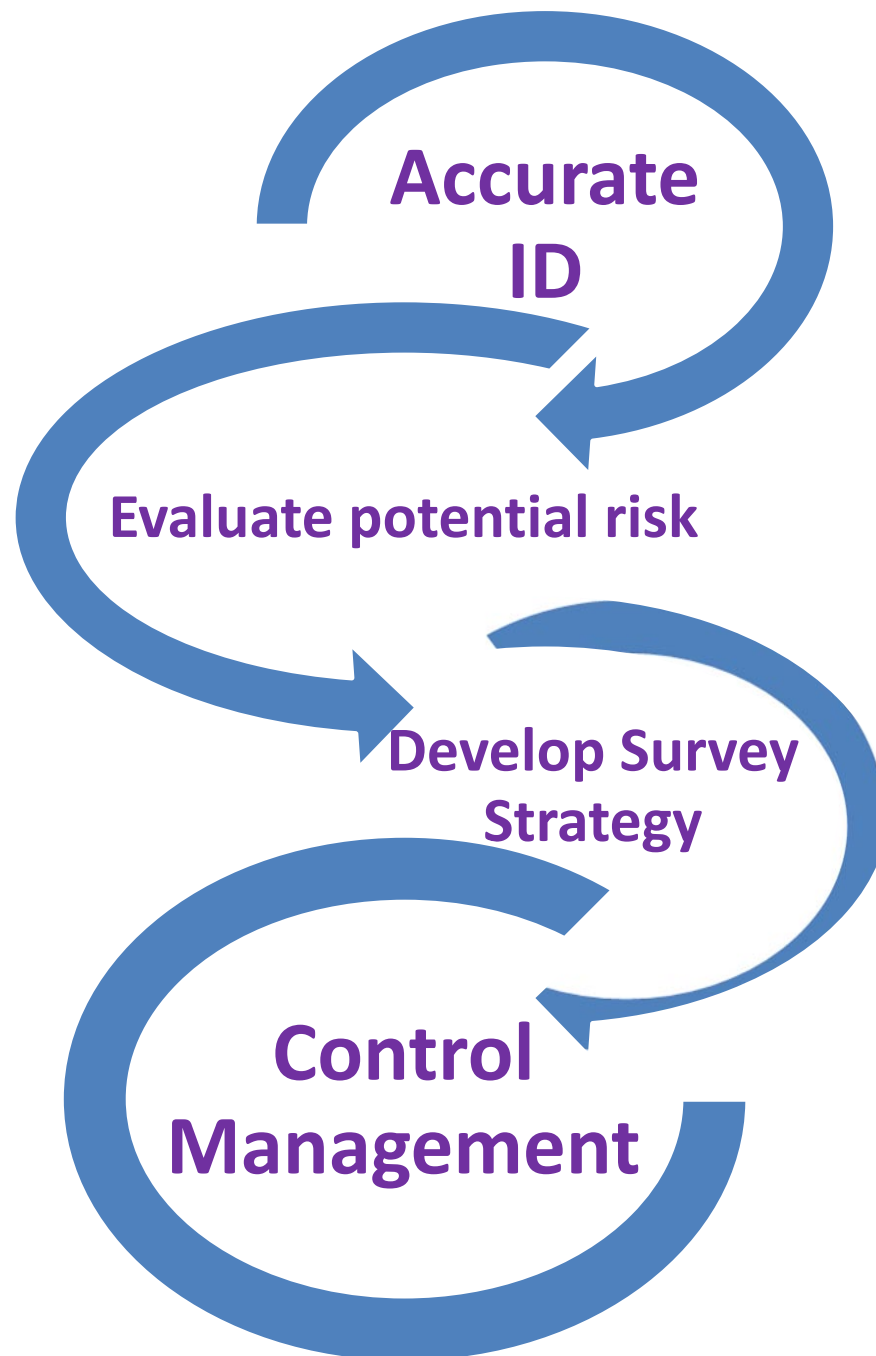 Accurate
ID
Evaluate potential risk
Develop Survey
Strategy
Control
Management